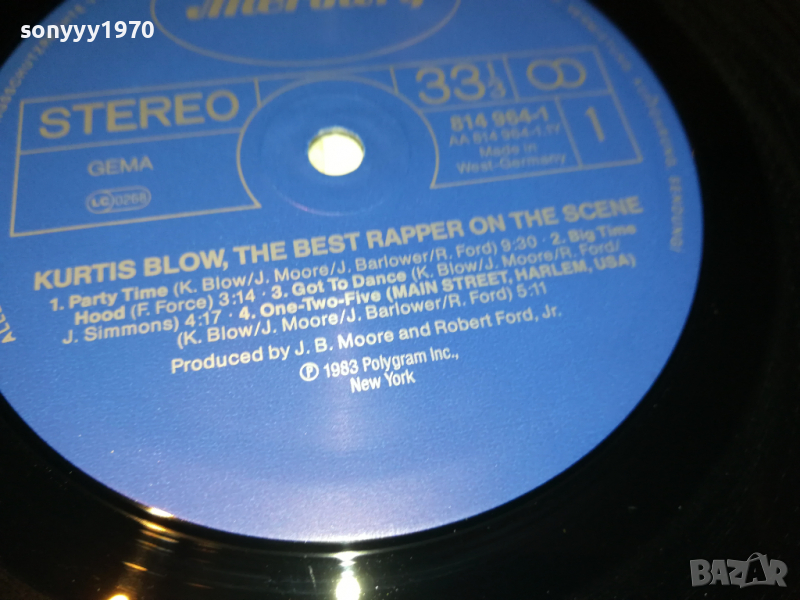 sonyyy1970
Mercury
STEREO
33 1/3
814 964-1
AA 814 964-1.1Y
Made in
West-Germany
1
GEMA
LC 0268
KURTIS BLOW, THE BEST RAPPER ON THE SCENE
1. Party Time (K. Blow/J. Moore/J. Barlower/R. Ford) 9:30 · 2. Big Time
Hood (F. Force) 3:14 · 3. Got To Dance (K. Blow/J. Moore/R. Ford/
J. Simmons) 4:17 · 4. One-Two-Five (MAIN STREET, HARLEM, USA)
(K. Blow/J. Moore/J. Barlower/R. Ford) 5:11
Produced by J. B. Moore and Robert Ford, Jr.
Ⓟ 1983 Polygram Inc.,
New York
BAZAR